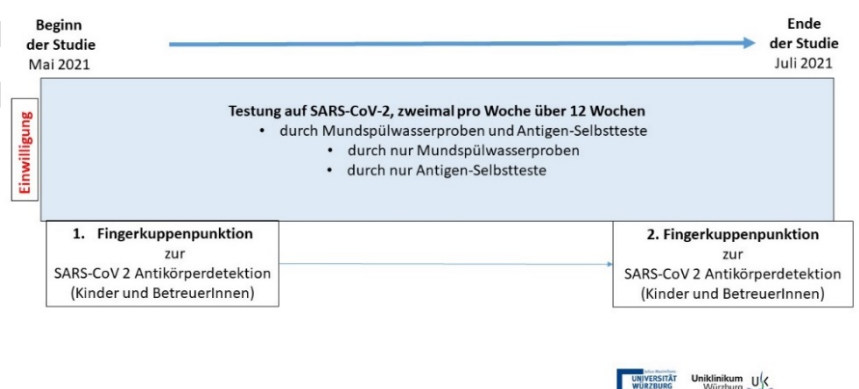 Beginn
der Studie
Mai 2021
Ende
der Studie
Juli 2021
Einwilligung
Testung auf SARS-CoV-2, zweimal pro Woche über 12 Wochen
• durch Mundspülwasserproben und Antigen-Selbstteste
• durch nur Mundspülwasserproben
• durch nur Antigen-Selbstteste
1. Fingerkuppenpunktion
zur
SARS-CoV 2 Antikörperdetektion
(Kinder und BetreuerInnen)
2. Fingerkuppenpunktion
zur
SARS-CoV 2 Antikörperdetektion
(Kinder und BetreuerInnen)
UNIVERSITÄT
WÜRZBURG
Uniklinikum
Würzburg